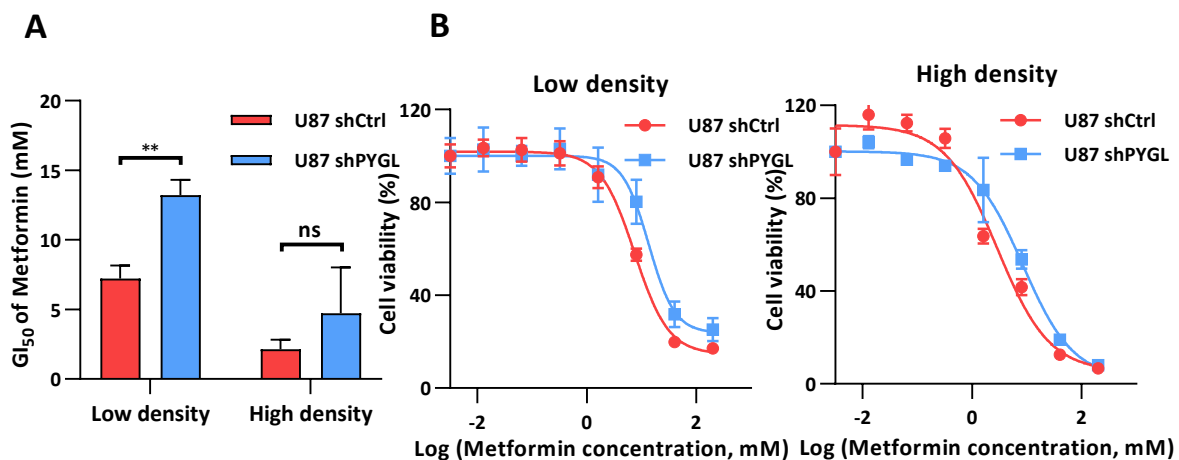 A
GI50 of Metformin (mM)
20
15
10
5
0
U87 shCtrl
U87 shPYGL
**
ns
Low density
High density
B
Low density
Cell viability (%)
120
80
40
0
U87 shCtrl
U87 shPYGL
-2
0
2
Log (Metformin concentration, mM)
High density
Cell viability (%)
120
80
40
0
U87 shCtrl
U87 shPYGL
-2
0
2
Log (Metformin concentration, mM)